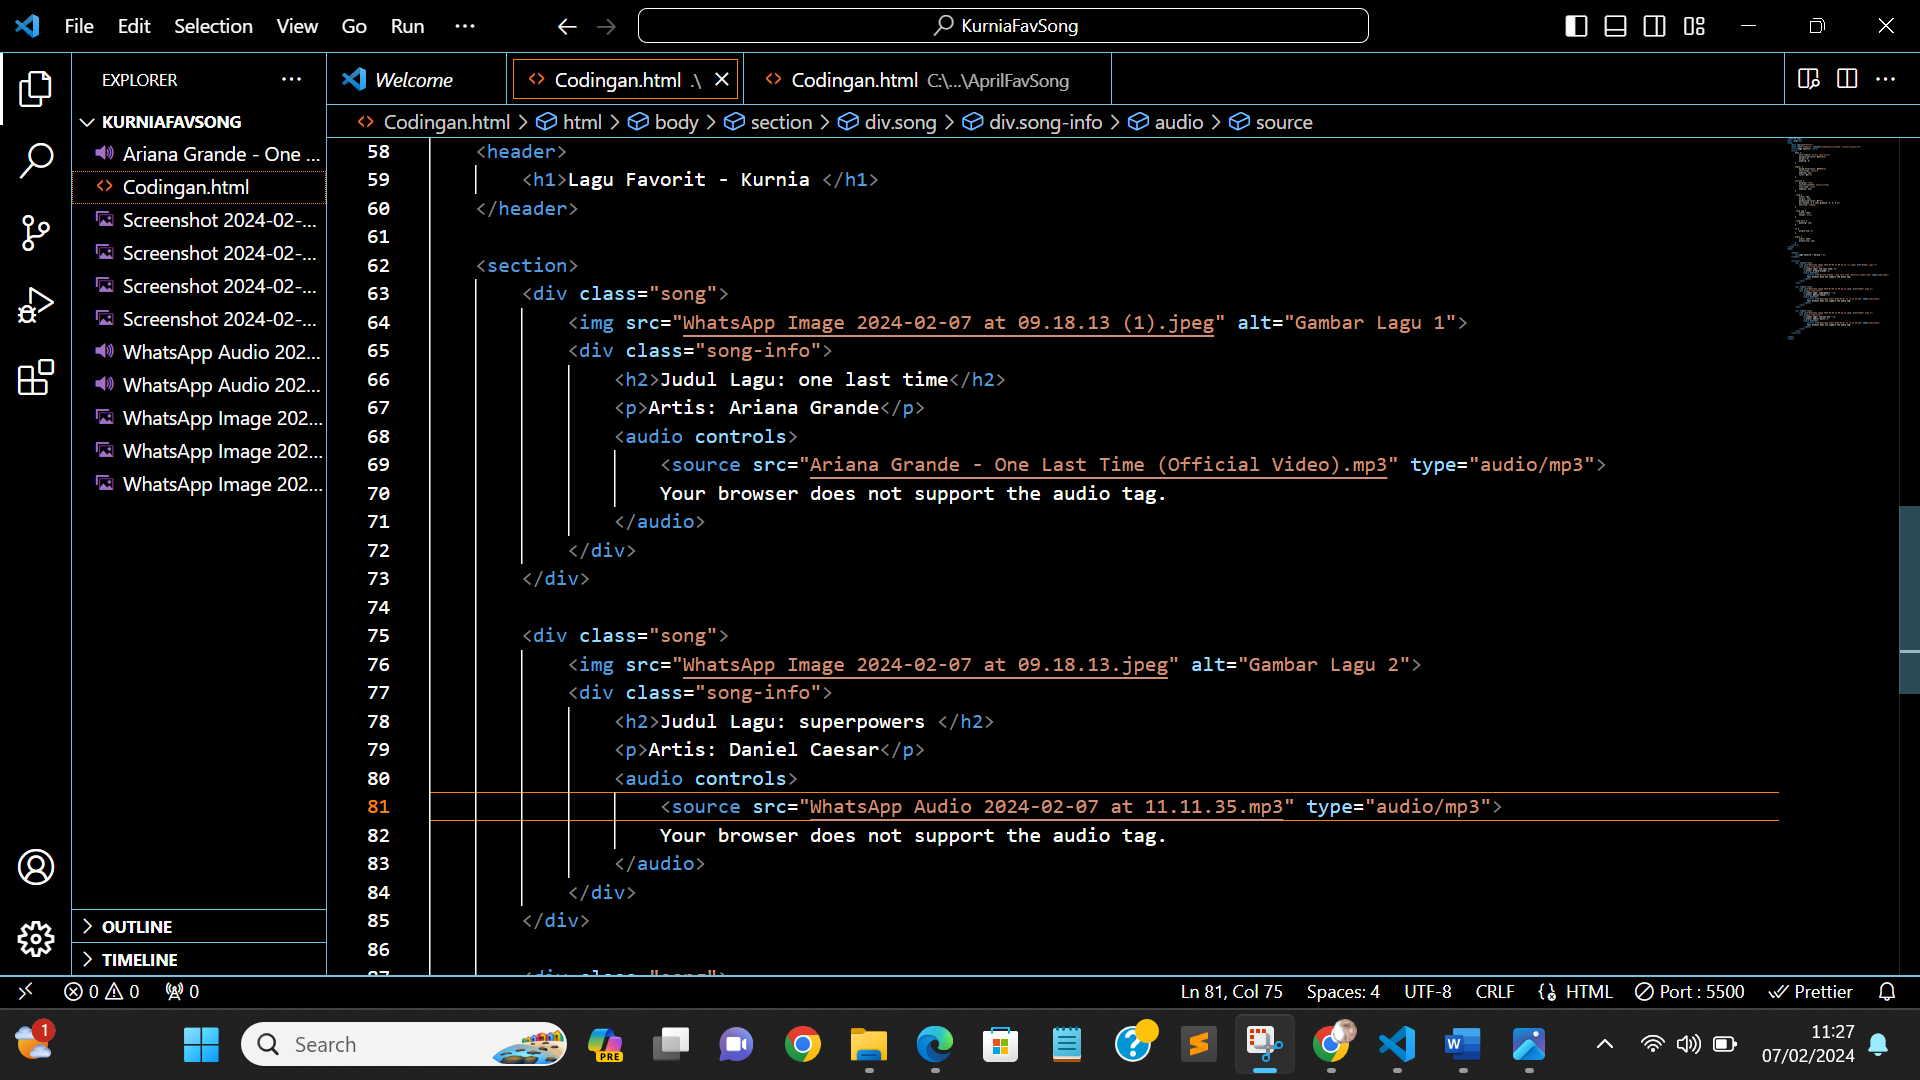 File Edit Selection View Go Run ···
KurniaFavSong
EXPLORER ···
Welcome
Codingan.html .\
Codingan.html C:\...\AprilFavSong
Codingan.html > html > body > section > div.song > div.song-info > audio > source
KURNIAFAVSONG
Ariana Grande - One ...
Codingan.html
Screenshot 2024-02-...
Screenshot 2024-02-...
Screenshot 2024-02-...
Screenshot 2024-02-...
WhatsApp Audio 202...
WhatsApp Audio 202...
WhatsApp Image 202...
WhatsApp Image 202...
WhatsApp Image 202...
OUTLINE
TIMELINE
58 <header>
59 <h1>Lagu Favorit - Kurnia </h1>
60 </header>
61
62 <section>
63 <div class="song">
64 <img src="WhatsApp Image 2024-02-07 at 09.18.13 (1).jpeg" alt="Gambar Lagu 1">
65 <div class="song-info">
66 <h2>Judul Lagu: one last time</h2>
67 <p>Artis: Ariana Grande</p>
68 <audio controls>
69 <source src="Ariana Grande - One Last Time (Official Video).mp3" type="audio/mp3">
70 Your browser does not support the audio tag.
71 </audio>
72 </div>
73 </div>
74
75 <div class="song">
76 <img src="WhatsApp Image 2024-02-07 at 09.18.13.jpeg" alt="Gambar Lagu 2">
77 <div class="song-info">
78 <h2>Judul Lagu: superpowers </h2>
79 <p>Artis: Daniel Caesar</p>
80 <audio controls>
81 <source src="WhatsApp Audio 2024-02-07 at 11.11.35.mp3" type="audio/mp3">
82 Your browser does not support the audio tag.
83 </audio>
84 </div>
85 </div>
86
87 <div class="song">
0 0 0
Ln 81, Col 75 Spaces: 4 UTF-8 CRLF HTML Port : 5500 Prettier
1
Search
PRE
11:27
07/02/2024